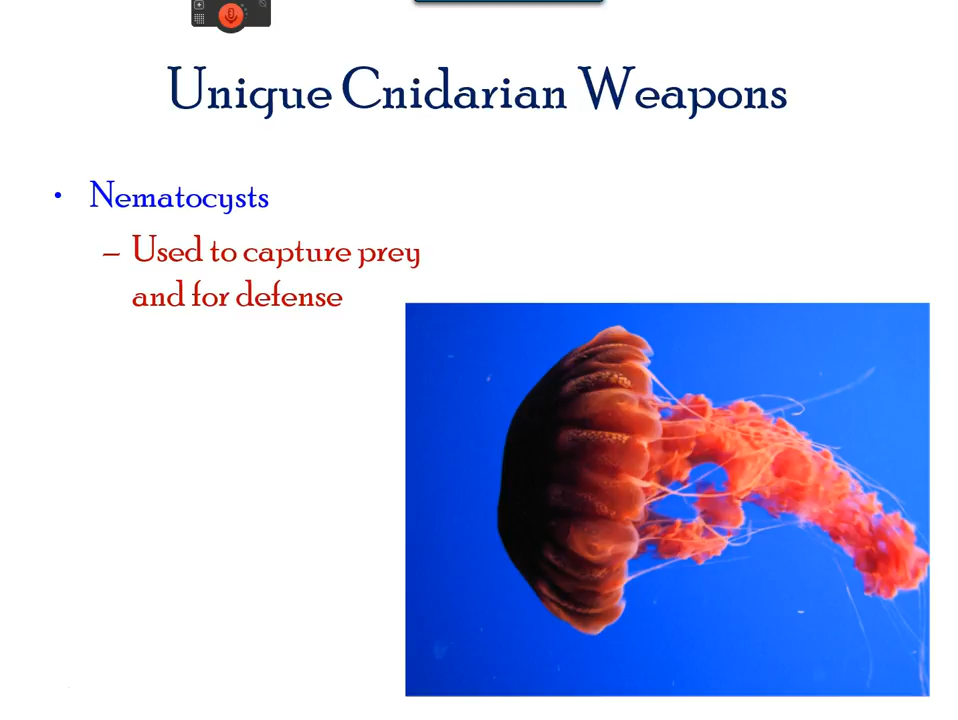 Unique Cnidarian Weapons
• Nematocysts
– Used to capture prey
and for defense